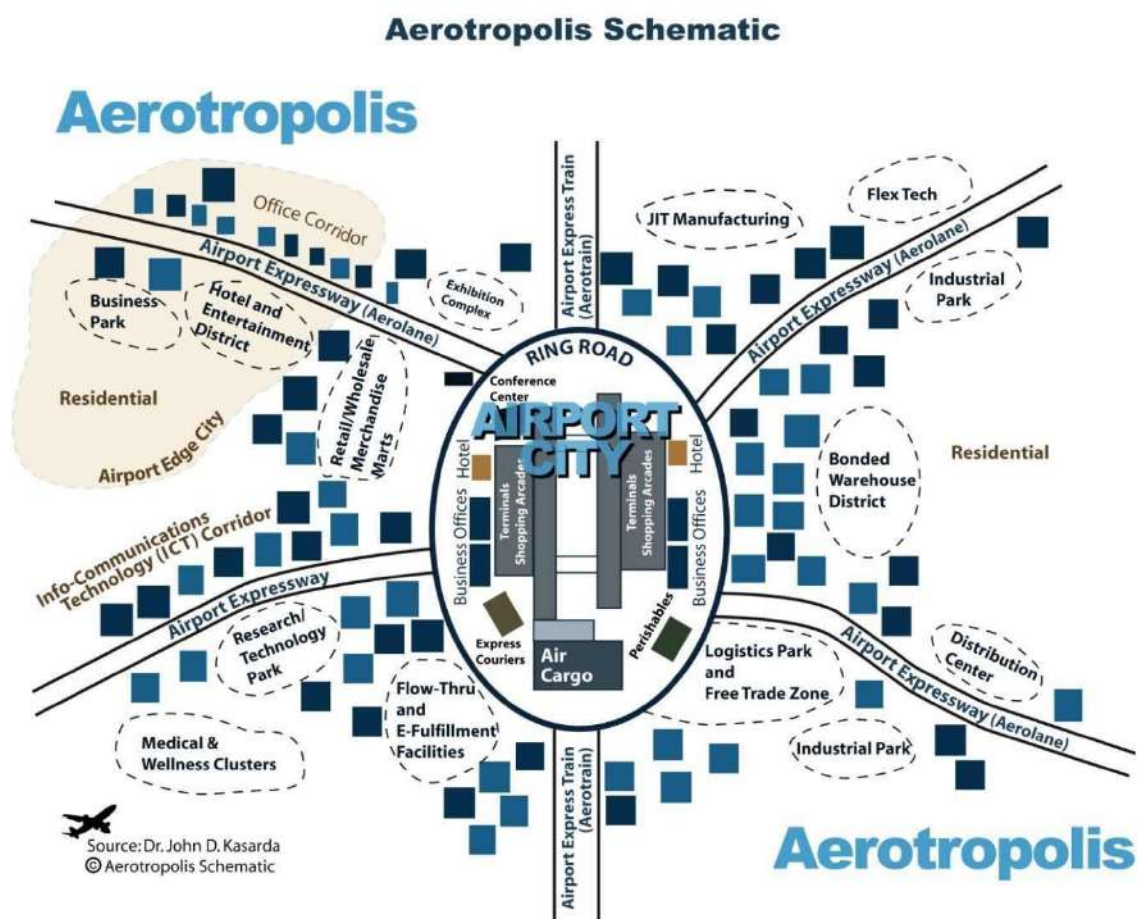 Aerotropolis Schematic
Aerotropolis
Office Corridor
Airport Expressway (Aerolane)
Business
Park
Hotel and
Entertainment
District
Exhibition
Complex
Residential
Airport Edge City
Retail/Wholesale
Merchandise
Marts
Airport Express Train
(Aerotrain)
JIT Manufacturing
Flex Tech
Airport Expressway (Aerolane)
Industrial
Park
RING ROAD
Conference
Center
AIRPORT
CITY
Hotel
Hotel
Terminals
Shopping Arcades
Terminals
Shopping Arcades
Business Offices
Business Offices
Express
Couriers
Air
Cargo
Perishables
Bonded
Warehouse
District
Residential
Info-Communications
Technology (ICT) Corridor
Airport Expressway
Research/
Technology
Park
Flow-Thru
and
E-Fulfillment
Facilities
Medical &
Wellness Clusters
Logistics Park
and
Free Trade Zone
Distribution
Center
Airport Expressway (Aerolane)
Industrial Park
Airport Express Train
(Aerotrain)
Source: Dr. John D. Kasarda
© Aerotropolis Schematic
Aerotropolis